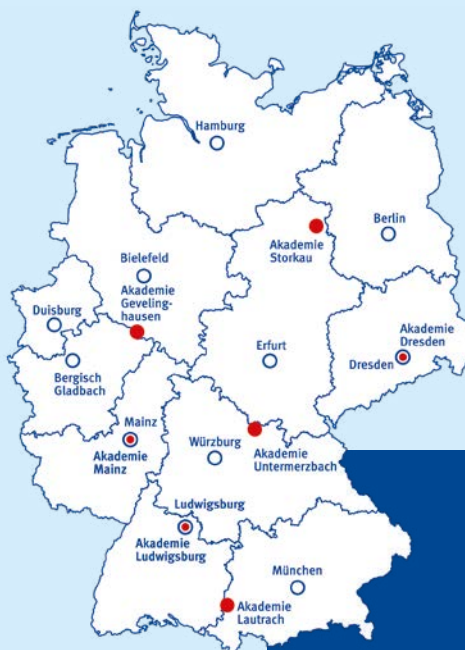 Hamburg
Berlin
Akademie
Storkau
Bielefeld
Akademie
Geveling-
hausen
Duisburg
Bergisch
Gladbach
Erfurt
Akademie
Dresden
Dresden
Mainz
Akademie
Mainz
Würzburg
Akademie
Untermerzbach
Ludwigsburg
Akademie
Ludwigsburg
München
Akademie
Lautrach